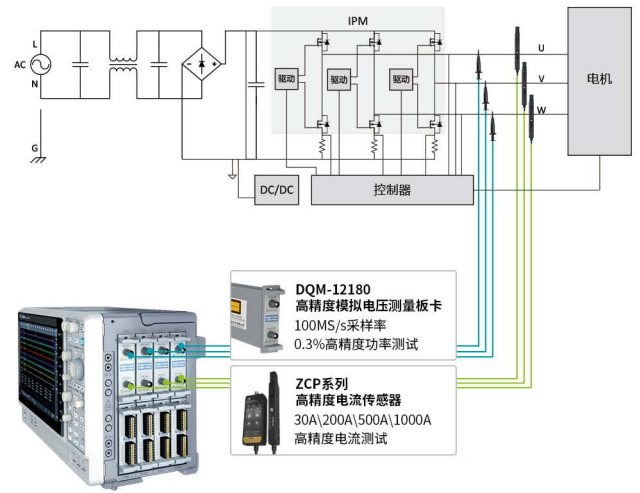 IPM
L
AC
N
G
驱动
驱动
驱动
U
V
W
电机
DC/DC
控制器
DQM-12180
高精度模拟电压测量板卡
100MS/s采样率
0.3%高精度功率测试
ZCP系列
高精度电流传感器
30A\200A\500A\1000A
高精度电流测试